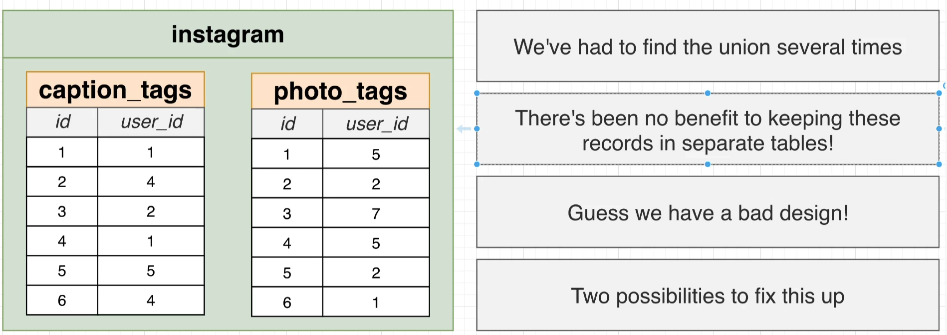 instagram
caption_tags
id user_id
1 1
2 4
3 2
4 1
5 5
6 4
photo_tags
id user_id
1 5
2 2
3 7
4 5
5 2
6 1
We've had to find the union several times
There's been no benefit to keeping these
records in separate tables!
Guess we have a bad design!
Two possibilities to fix this up